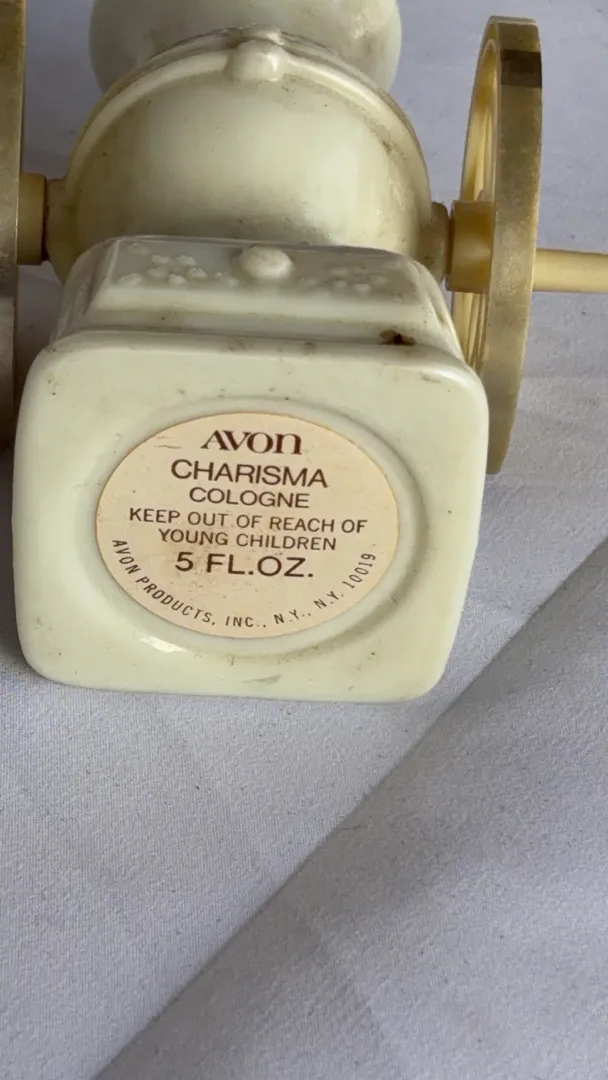 AVON
CHARISMA
COLOGNE
KEEP OUT OF REACH OF
YOUNG CHILDREN
5 FL.OZ.
AVON PRODUCTS, INC., N.Y., N.Y. 10019